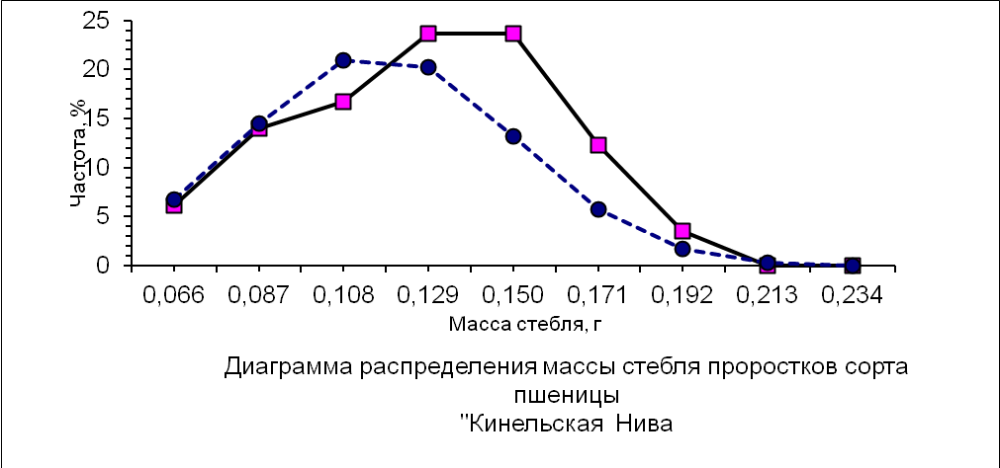 25
20
15
10
5
0
Частота, %
0,066 0,087 0,108 0,129 0,150 0,171 0,192 0,213 0,234
Масса стебля, г
Диаграмма распределения массы стебля проростков сорта
пшеницы
"Кинельская Нива